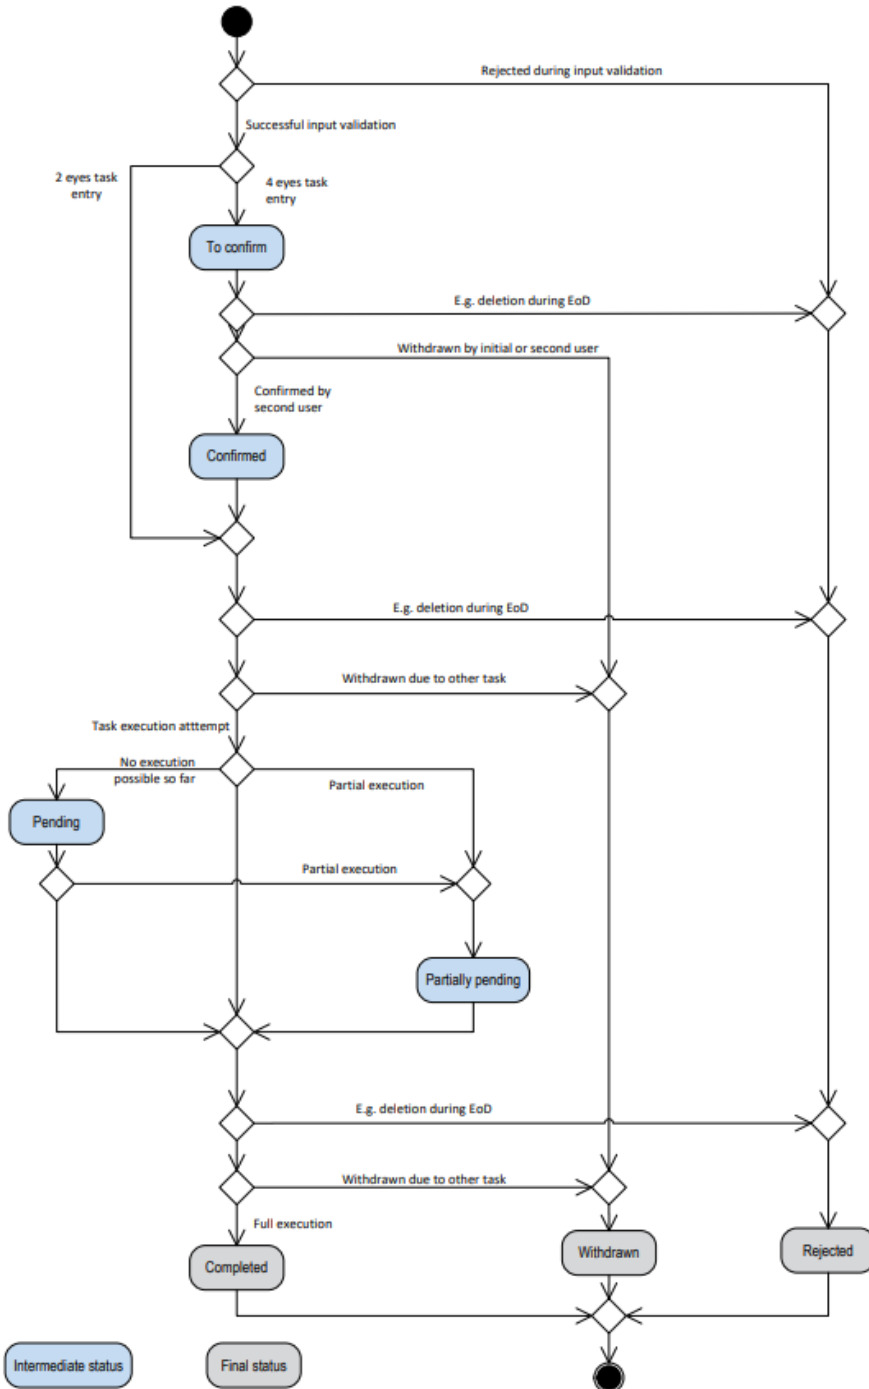 Rejected during input validation
Successful input validation
2 eyes task
entry
4 eyes task
entry
To confirm
E.g. deletion during EoD
Withdrawn by initial or second user
Confirmed by
second user
Confirmed
E.g. deletion during EoD
Withdrawn due to other task
Task execution atttempt
No execution
possible so far
Partial execution
Pending
Partial execution
Partially pending
E.g. deletion during EoD
Withdrawn due to other task
Full execution
Completed
Withdrawn
Rejected
Intermediate status
Final status